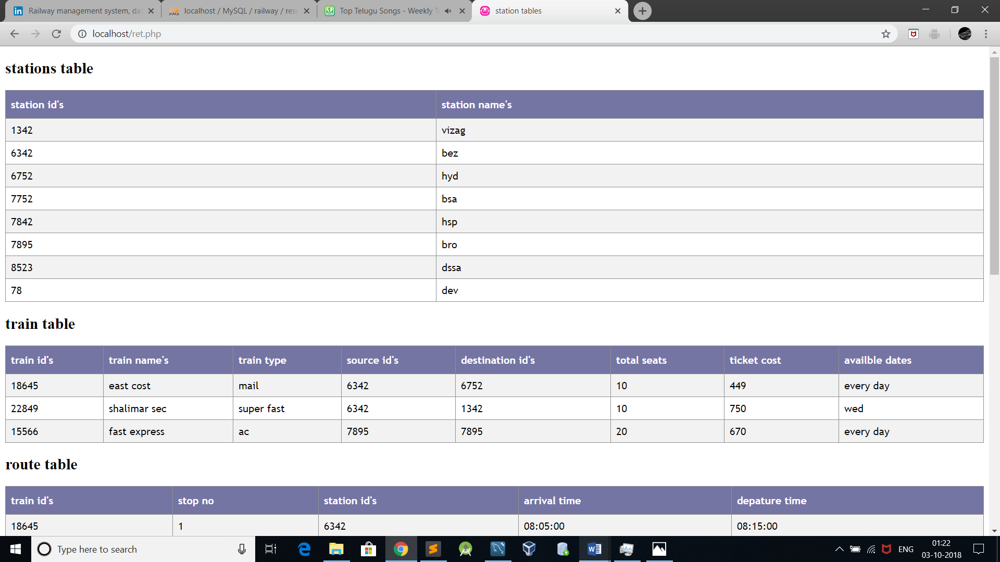 Railway management system, da
localhost / MySQL / railway / res
Top Telugu Songs - Weekly T
station tables
localhost/ret.php
stations table
station id's station name's
1342 vizag
6342 bez
6752 hyd
7752 bsa
7842 hsp
7895 bro
8523 dssa
78 dev
train table
train id's train name's train type source id's destination id's total seats ticket cost availble dates
18645 east cost mail 6342 6752 10 449 every day
22849 shalimar sec super fast 6342 1342 10 750 wed
15566 fast express ac 7895 7895 20 670 every day
route table
train id's stop no station id's arrival time depature time
18645 1 6342 08:05:00 08:15:00
Type here to search
ENG
01:22
03-10-2018